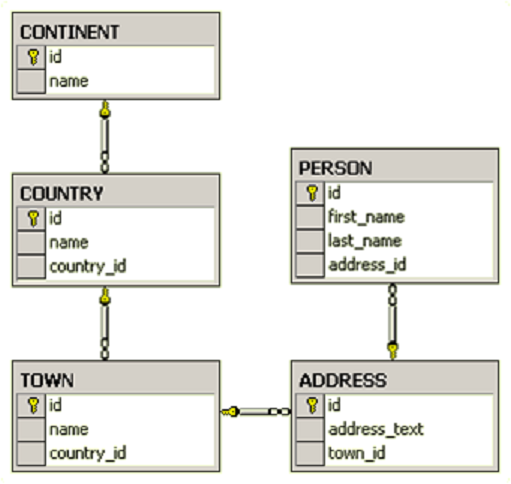 CONTINENT
id
name
COUNTRY
id
name
country_id
PERSON
id
first_name
last_name
address_id
TOWN
id
name
country_id
ADDRESS
id
address_text
town_id